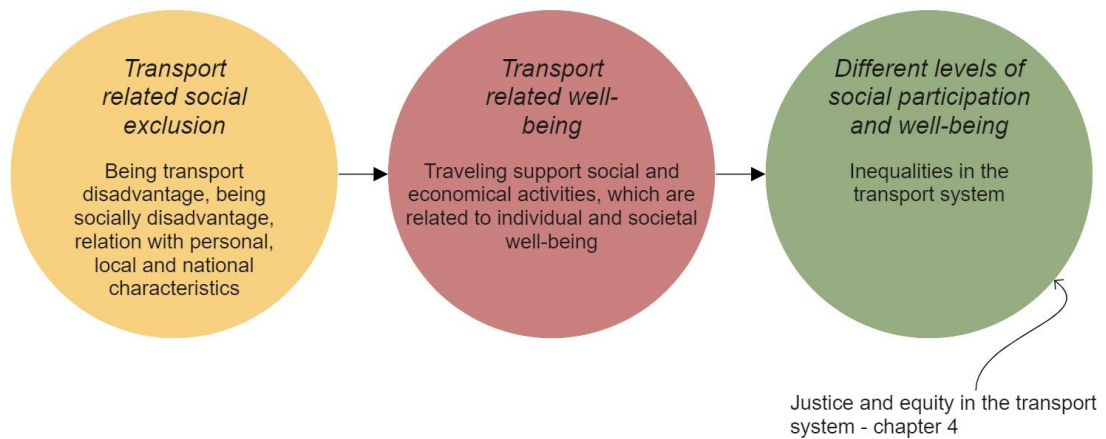 Transport
related social
exclusion
Being transport
disadvantage, being
socially disadvantage,
relation with personal,
local and national
characteristics
Transport
related well-
being
Traveling support social and
economical activities, which are
related to individual and societal
well-being
Different levels of
social participation
and well-being
Inequalities in the
transport system
Justice and equity in the transport
system - chapter 4